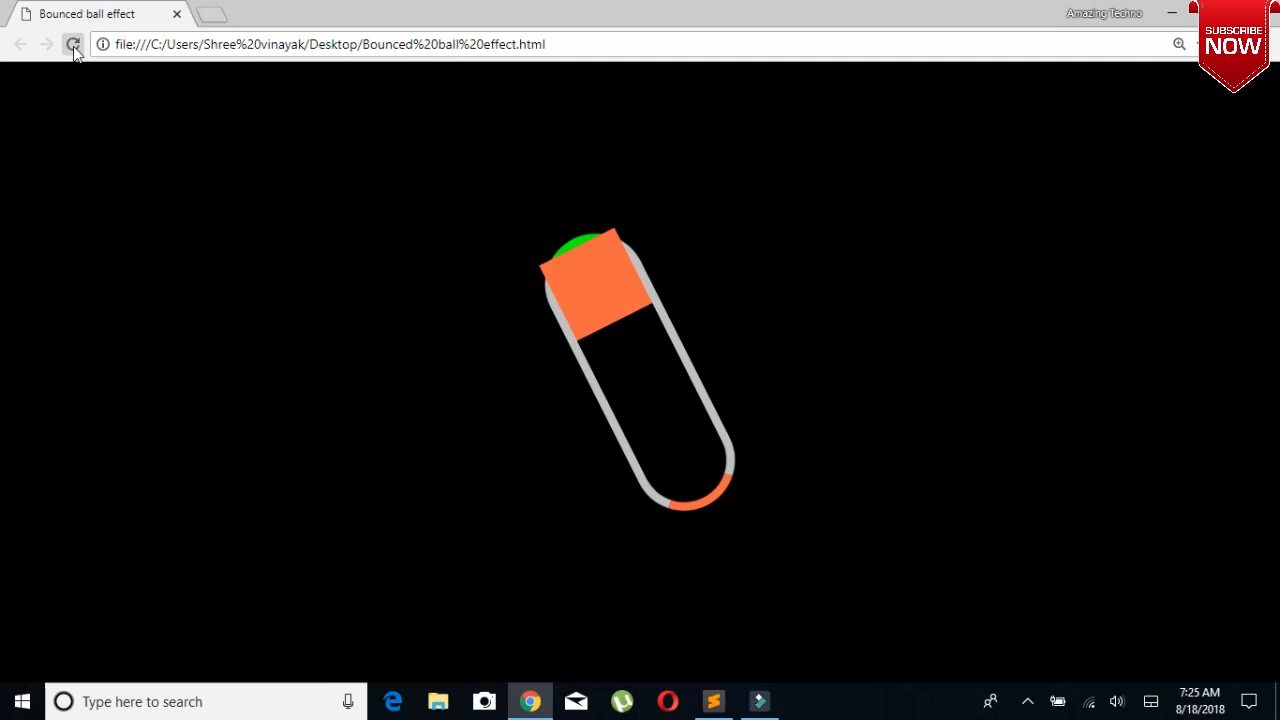 Bounced ball effect
Amazing Techno
file:///C:/Users/Shree%20vinayak/Desktop/Bounced%20ball%20effect.html
SUBSCRIBE
NOW
Type here to search
7:25 AM
8/18/2018